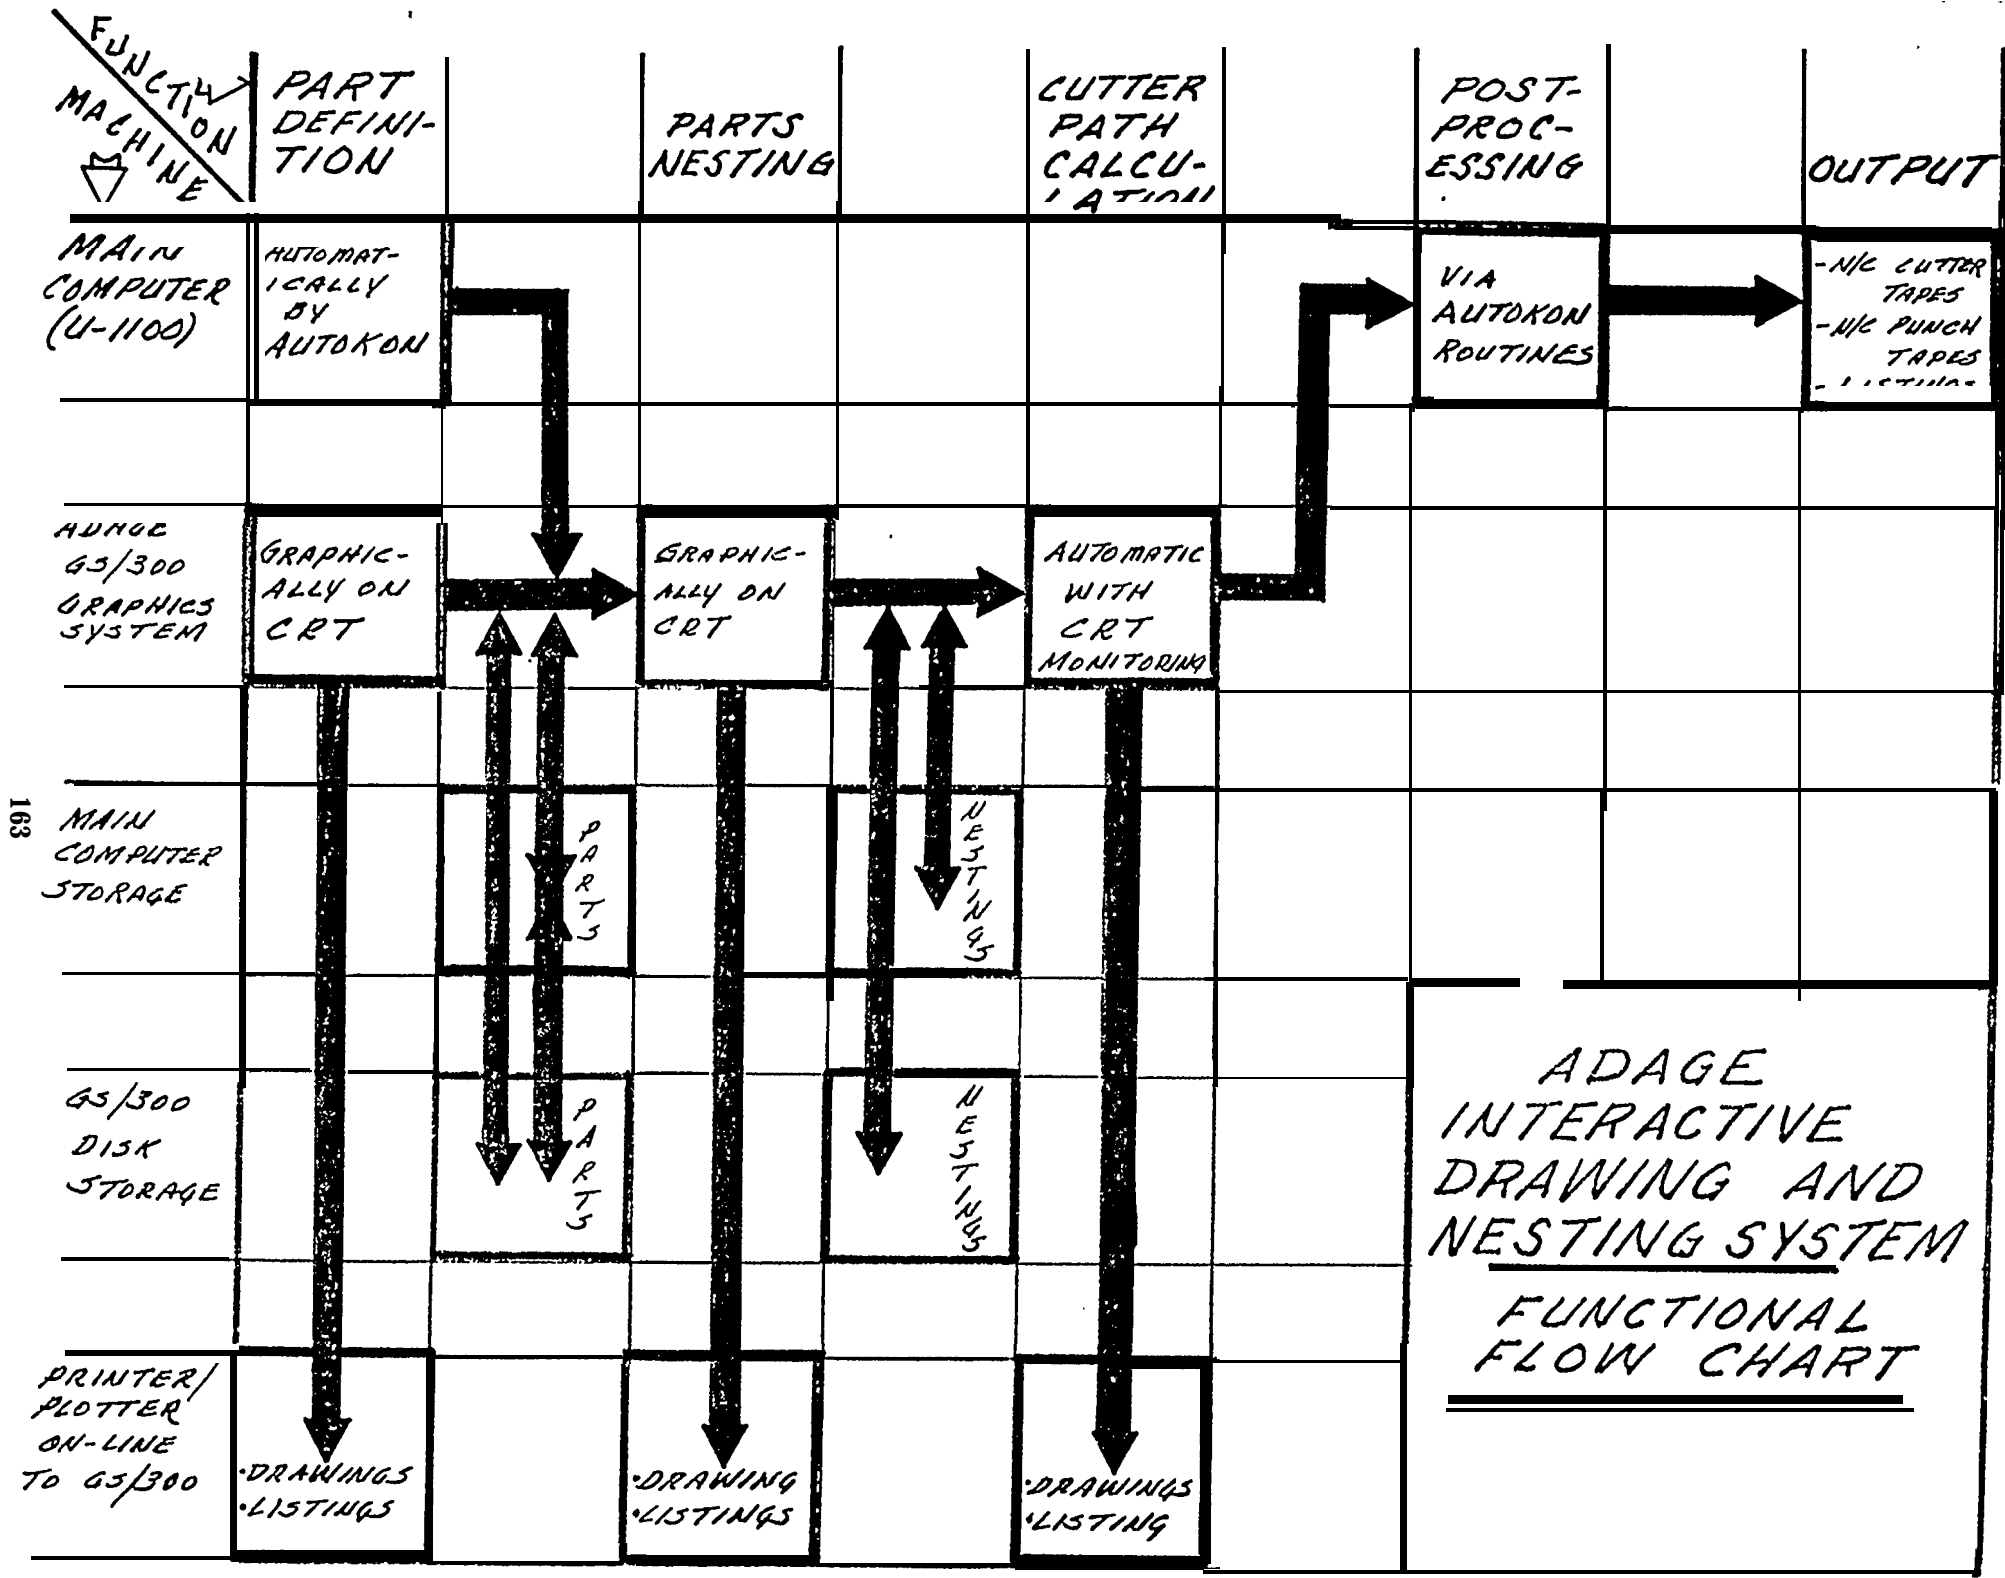 FUNCTION
MACHINE
PART
DEFINI-
TION
PARTS
NESTING
CUTTER
PATH
CALCU-
LATION
POST-
PROC-
ESSING
OUTPUT
MAIN
COMPUTER
(U-1100)
AUTOMAT-
ICALLY
BY
AUTOKON
VIA
AUTOKON
ROUTINES
-N/C CUTTER
TAPES
-N/C PUNCH
TAPES
- LISTINGS
ADAGE
GS/300
GRAPHICS
SYSTEM
GRAPHIC-
ALLY ON
CRT
GRAPHIC-
ALLY ON
CRT
AUTOMATIC
WITH
CRT
MONITORING
163
MAIN
COMPUTER
STORAGE
PARTS
NESTINGS
GS/300
DISK
STORAGE
PARTS
NESTINGS
PRINTER/
PLOTTER
ON-LINE
TO GS/300
•DRAWINGS
•LISTINGS
•DRAWING
•LISTINGS
•DRAWINGS
•LISTING
ADAGE
INTERACTIVE
DRAWING AND
NESTING SYSTEM
FUNCTIONAL
FLOW CHART